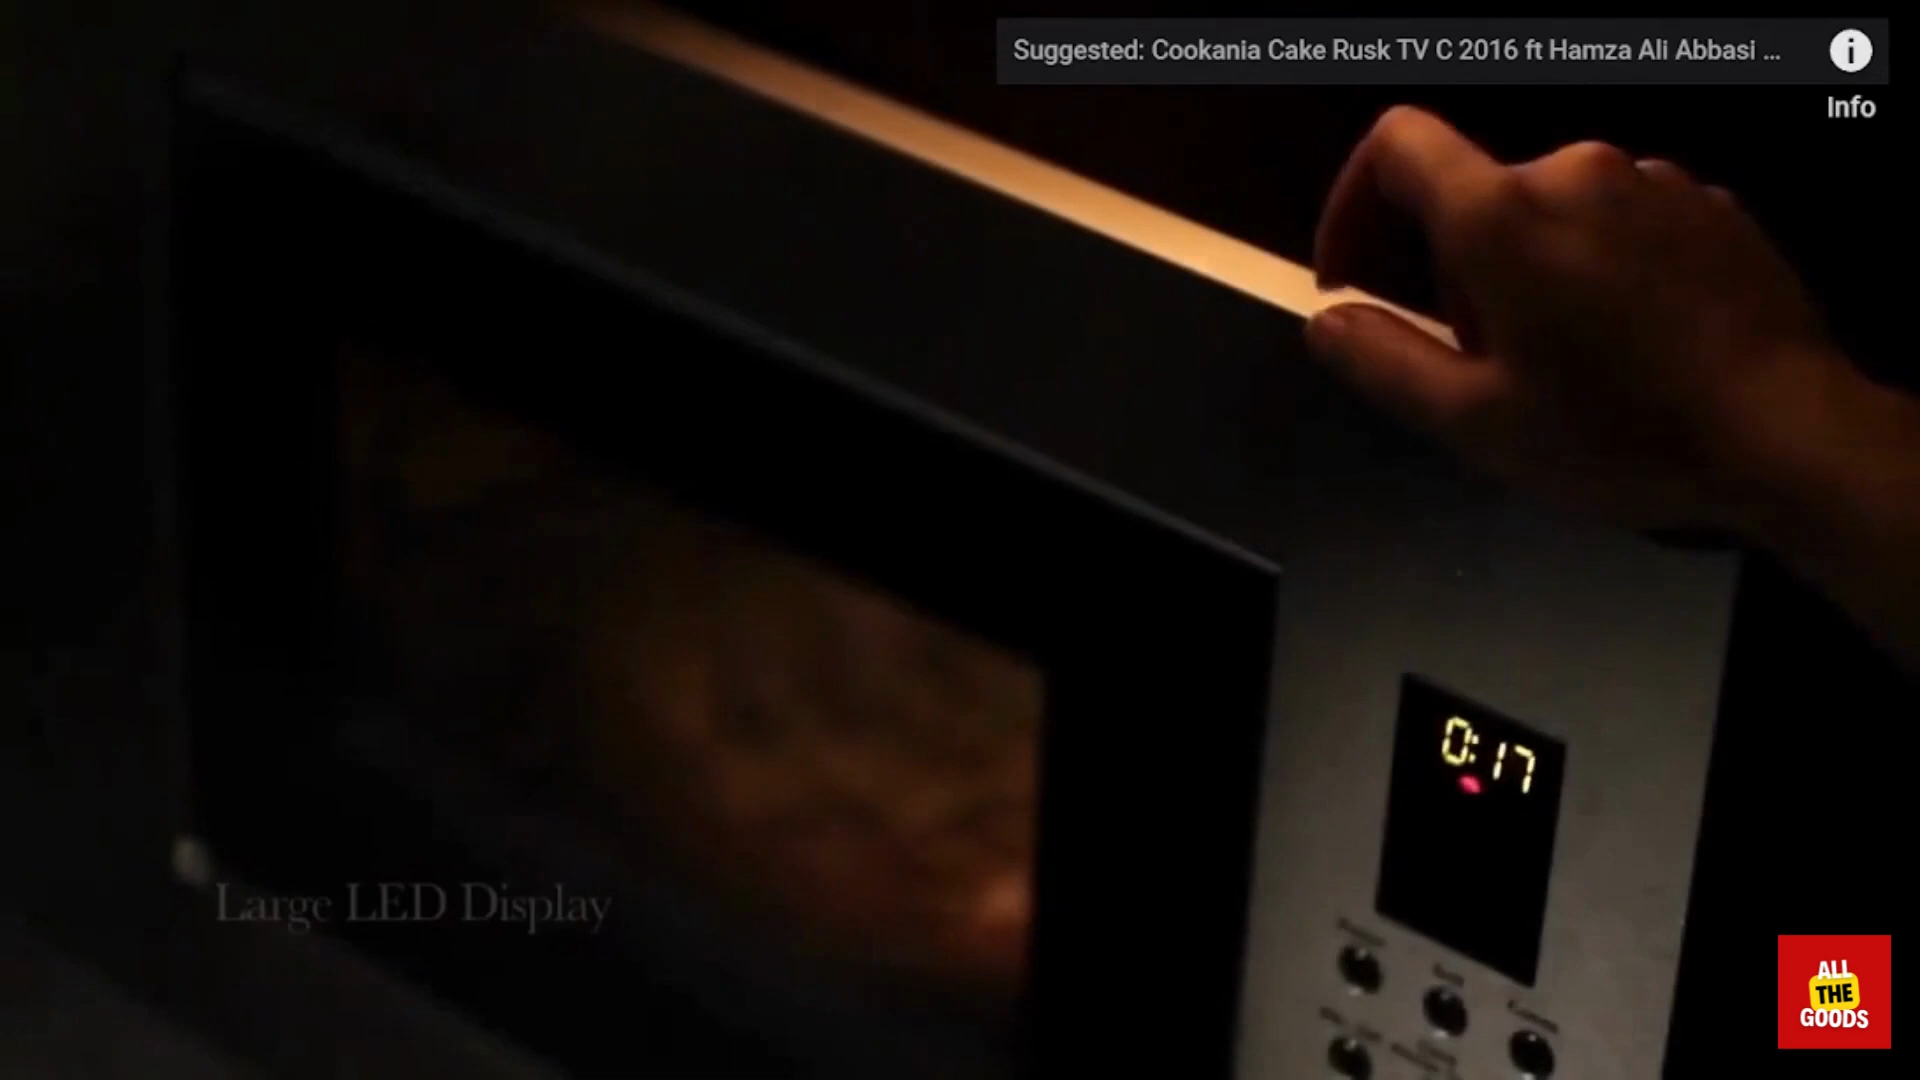 Suggested: Cookania Cake Rusk TV C 2016 ft Hamza Ali Abbasi ...
i
Info
0:17
Large LED Display
ALL
THE
GOODS